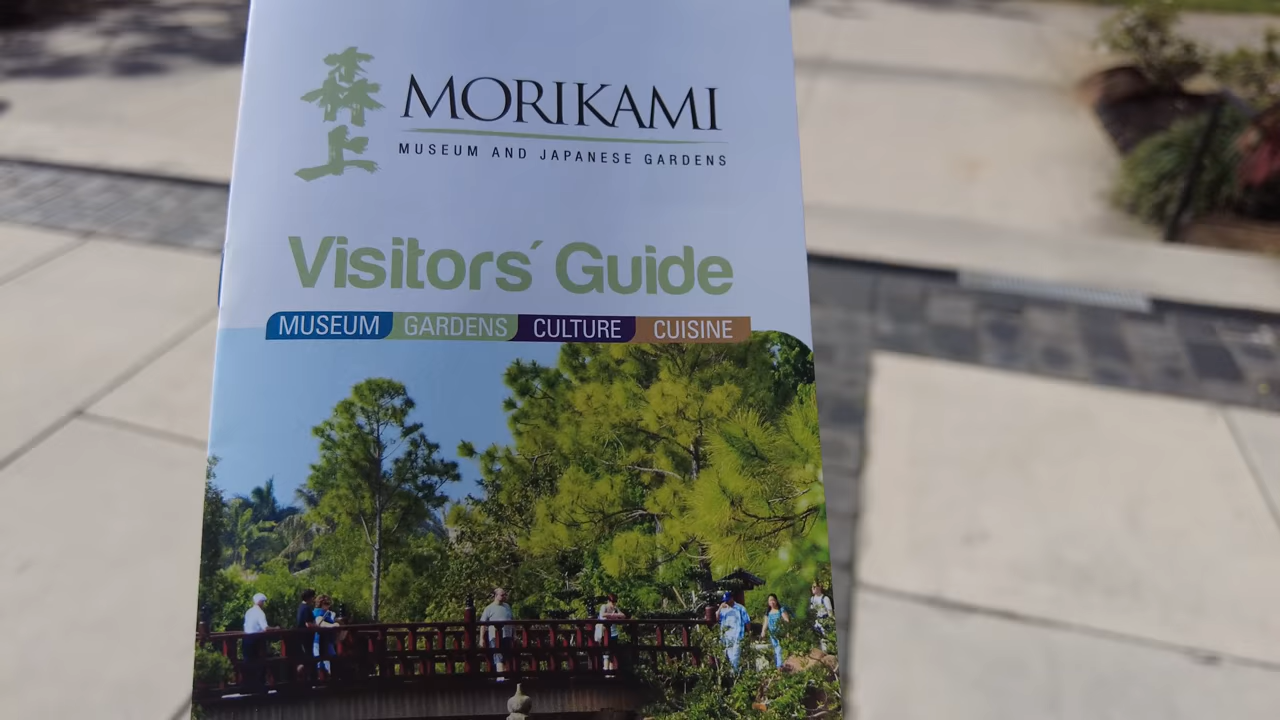 森
上
MORIKAMI
MUSEUM AND JAPANESE GARDENS
Visitors´ Guide
MUSEUM GARDENS CULTURE CUISINE